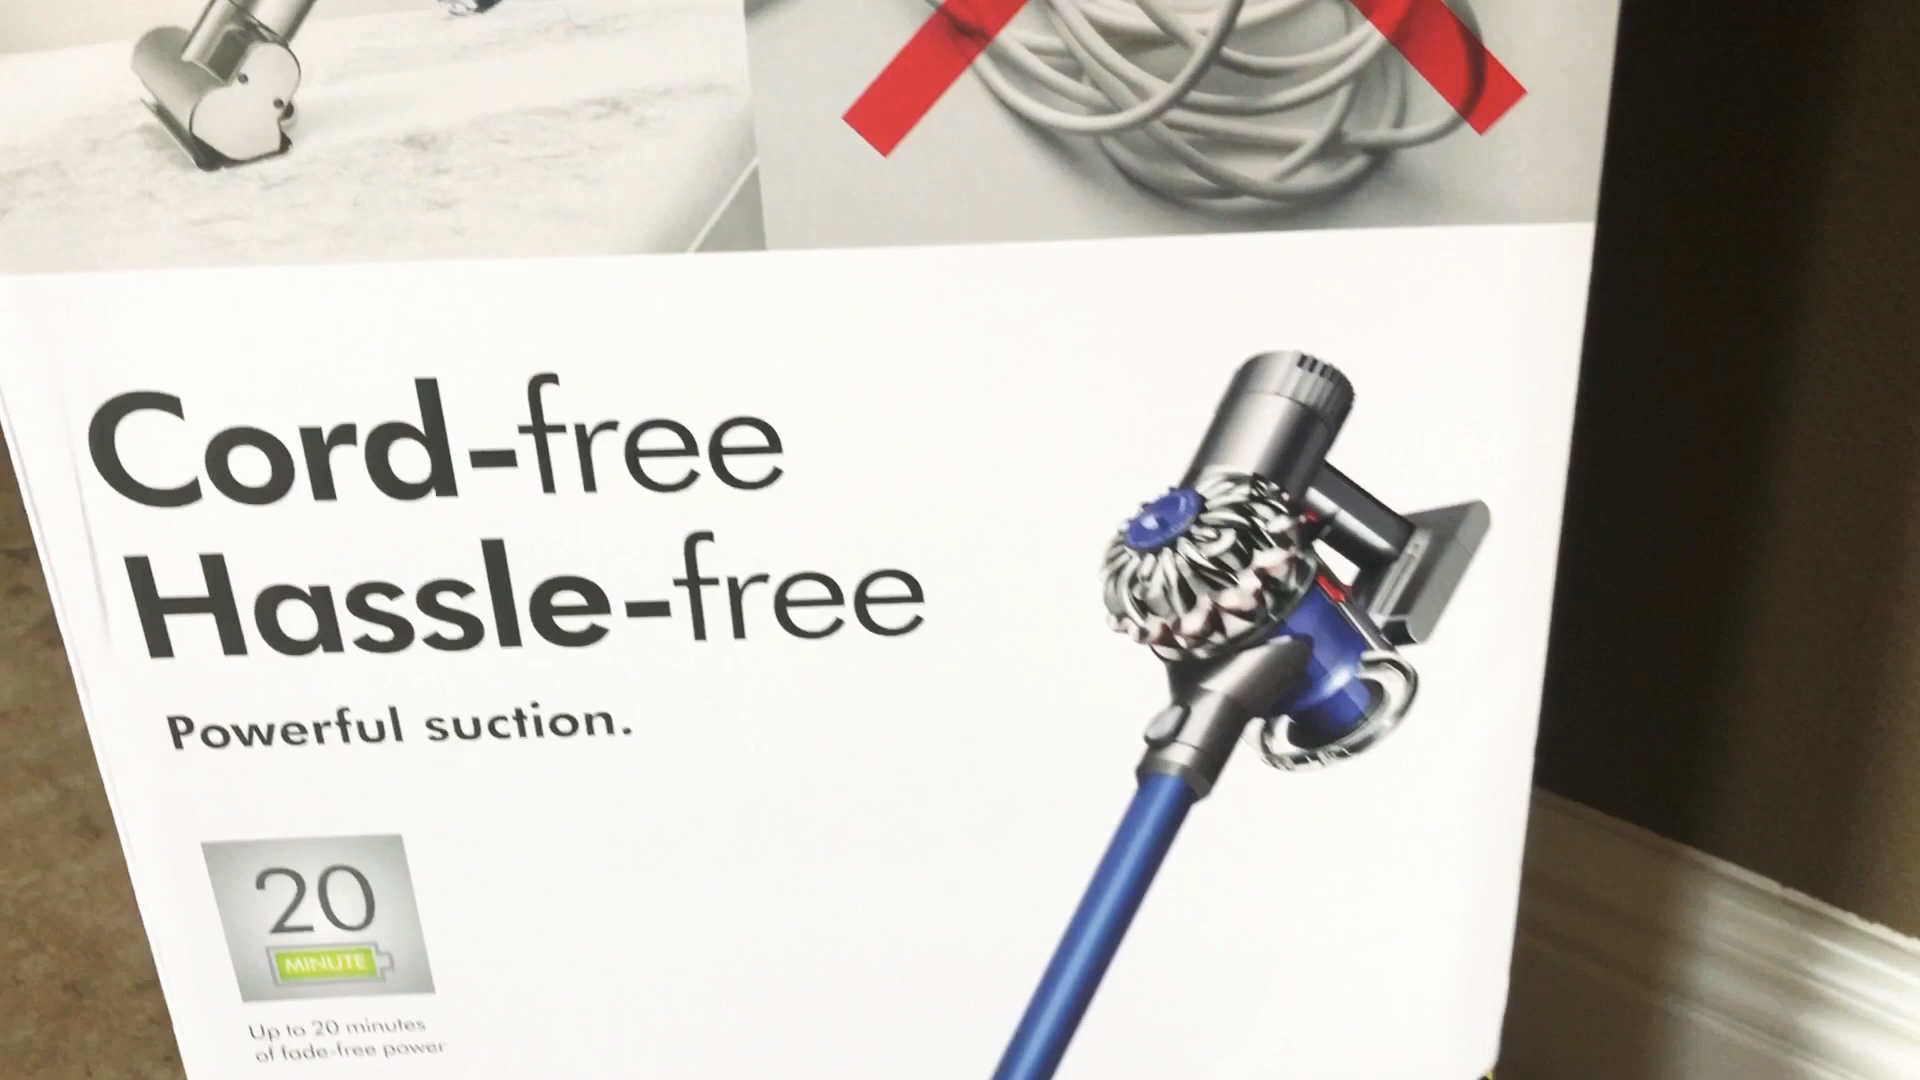 Cord-free
Hassle-free
Powerful suction.
20
MINUTE
Up to 20 minutes
of fade-free power